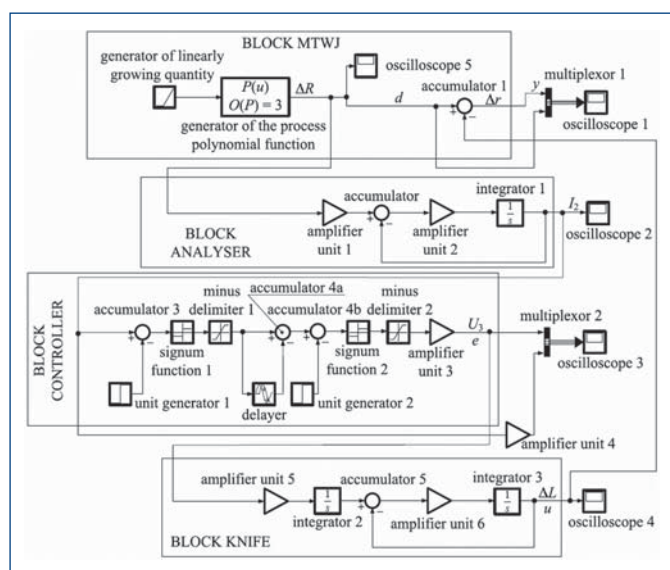 BLOCK MTWJ
generator of linearly
growing quantity
P(u)
O(P) = 3
ΔR
generator of the process
polynomial function
oscilloscope 5
d
accumulator 1
+
−
Δr
y
multiplexor 1
oscilloscope 1
BLOCK
ANALYSER
amplifier
unit 1
accumulator
+
−
amplifier
unit 2
integrator 1
1
s
I2
oscilloscope 2
BLOCK
CONTROLLER
accumulator 3
+
−
unit generator 1
signum
function 1
minus
delimiter 1
accumulator 4a
delayer
accumulator 4b
+
−
unit generator 2
signum
function 2
minus
delimiter 2
amplifier
unit 3
U3
e
multiplexor 2
oscilloscope 3
amplifier unit 4
BLOCK KNIFE
amplifier unit 5
1
s
integrator 2
accumulator 5
+
−
amplifier unit 6
integrator 3
1
s
ΔL
u
oscilloscope 4